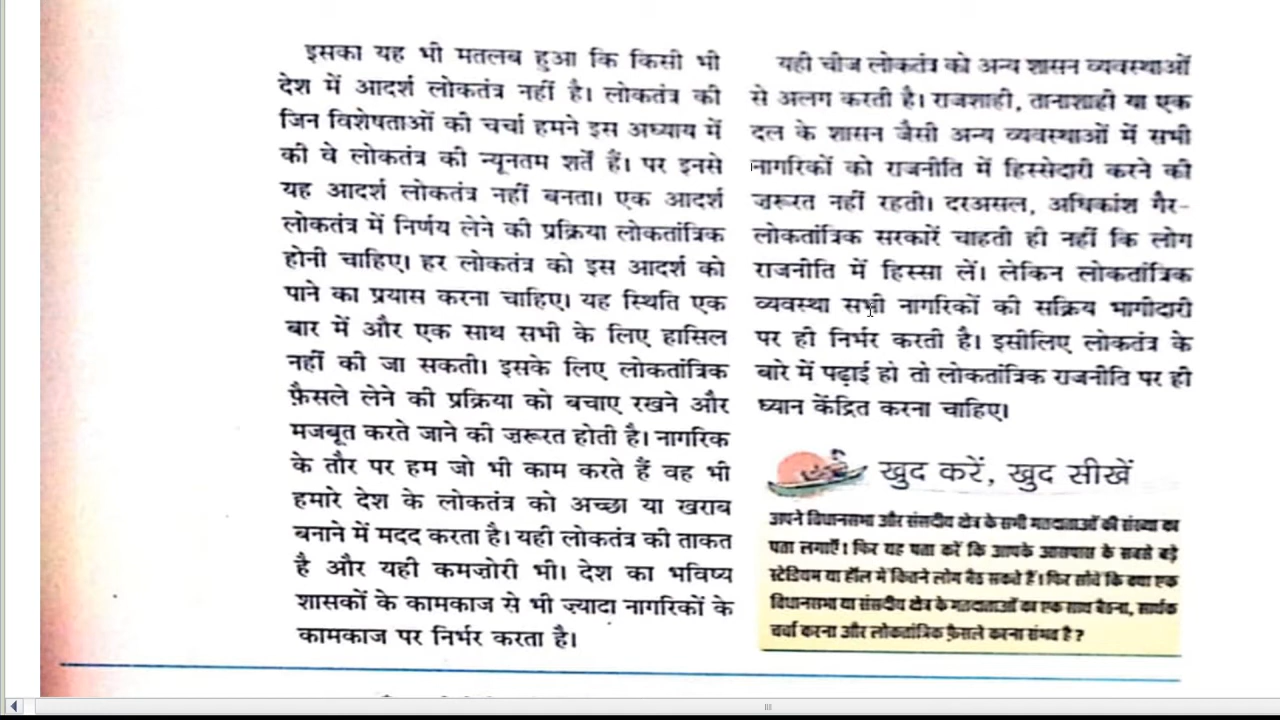 इसका यह भी मतलब हुआ कि किसी भी
देश में आदर्श लोकतंत्र नहीं है। लोकतंत्र की
जिन विशेषताओं की चर्चा हमने इस अध्याय में
की वे लोकतंत्र की न्यूनतम शर्तें हैं। पर इनसे
यह आदर्श लोकतंत्र नहीं बनता। एक आदर्श
लोकतंत्र में निर्णय लेने की प्रक्रिया लोकतांत्रिक
होनी चाहिए। हर लोकतंत्र को इस आदर्श को
पाने का प्रयास करना चाहिए। यह स्थिति एक
बार में और एक साथ सभी के लिए हासिल
नहीं की जा सकती। इसके लिए लोकतांत्रिक
फ़ैसले लेने की प्रक्रिया को बचाए रखने और
मजबूत करते जाने की ज़रूरत होती है। नागरिक
के तौर पर हम जो भी काम करते हैं वह भी
हमारे देश के लोकतंत्र को अच्छा या खराब
बनाने में मदद करता है। यही लोकतंत्र की ताकत
है और यही कमज़ोरी भी। देश का भविष्य
शासकों के कामकाज से भी ज़्यादा नागरिकों के
कामकाज पर निर्भर करता है।
यही चीज लोकतंत्र को अन्य शासन व्यवस्थाओं
से अलग करती है। राजशाही, तानाशाही या एक
दल के शासन जैसी अन्य व्यवस्थाओं में सभी
नागरिकों को राजनीति में हिस्सेदारी करने की
ज़रूरत नहीं रहती। दरअसल, अधिकांश गैर-
लोकतांत्रिक सरकारें चाहती ही नहीं कि लोग
राजनीति में हिस्सा लें। लेकिन लोकतांत्रिक
व्यवस्था सभी नागरिकों की सक्रिय भागीदारी
पर ही निर्भर करती है। इसीलिए लोकतंत्र के
बारे में पढ़ाई हो तो लोकतांत्रिक राजनीति पर ही
ध्यान केंद्रित करना चाहिए।
खुद करें, खुद सीखें
अपने विधानसभा और संसदीय क्षेत्र के सभी मतदाताओं की संख्या का
पता लगाएँ। फिर यह पता करें कि आपके आसपास के सबसे बड़े
स्टेडियम या हॉल में कितने लोग बैठ सकते हैं। फिर सोचें कि क्या एक
विधानसभा या संसदीय क्षेत्र के मतदाताओं का एक साथ बैठना, सार्थक
चर्चा करना और लोकतांत्रिक फ़ैसले करना संभव है?